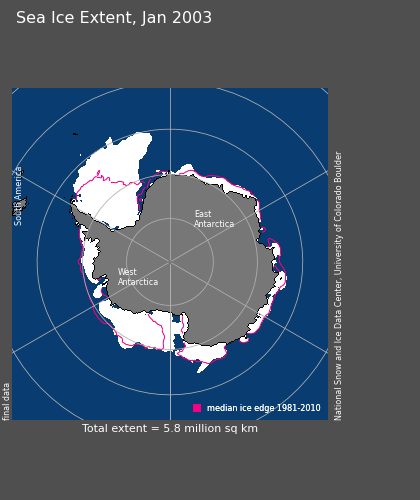 Sea Ice Extent, Jan 2003
South America
East
Antarctica
West
Antarctica
National Snow and Ice Data Center, University of Colorado Boulder
final data
median ice edge 1981-2010
Total extent = 5.8 million sq km